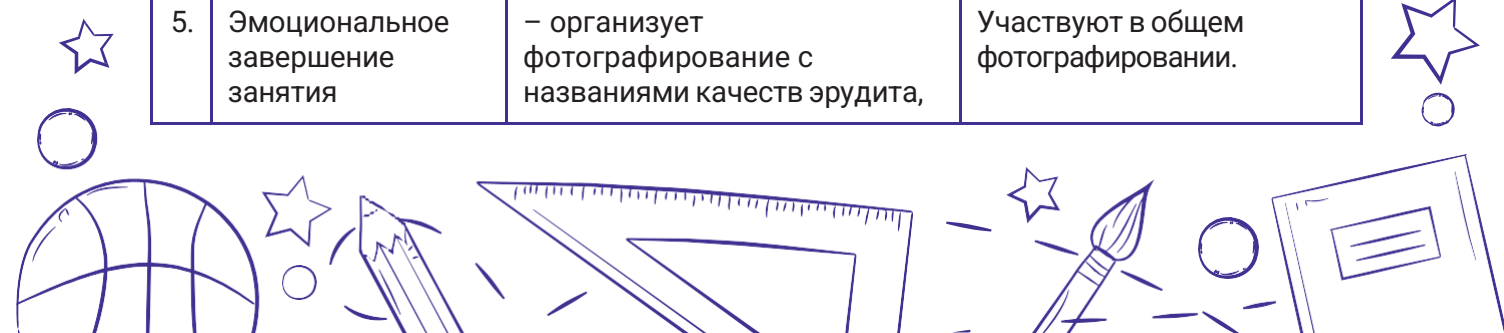 5.
Эмоциональное
завершение
занятия
– организует
фотографирование с
названиями качеств эрудита,
Участвуют в общем
фотографировании.